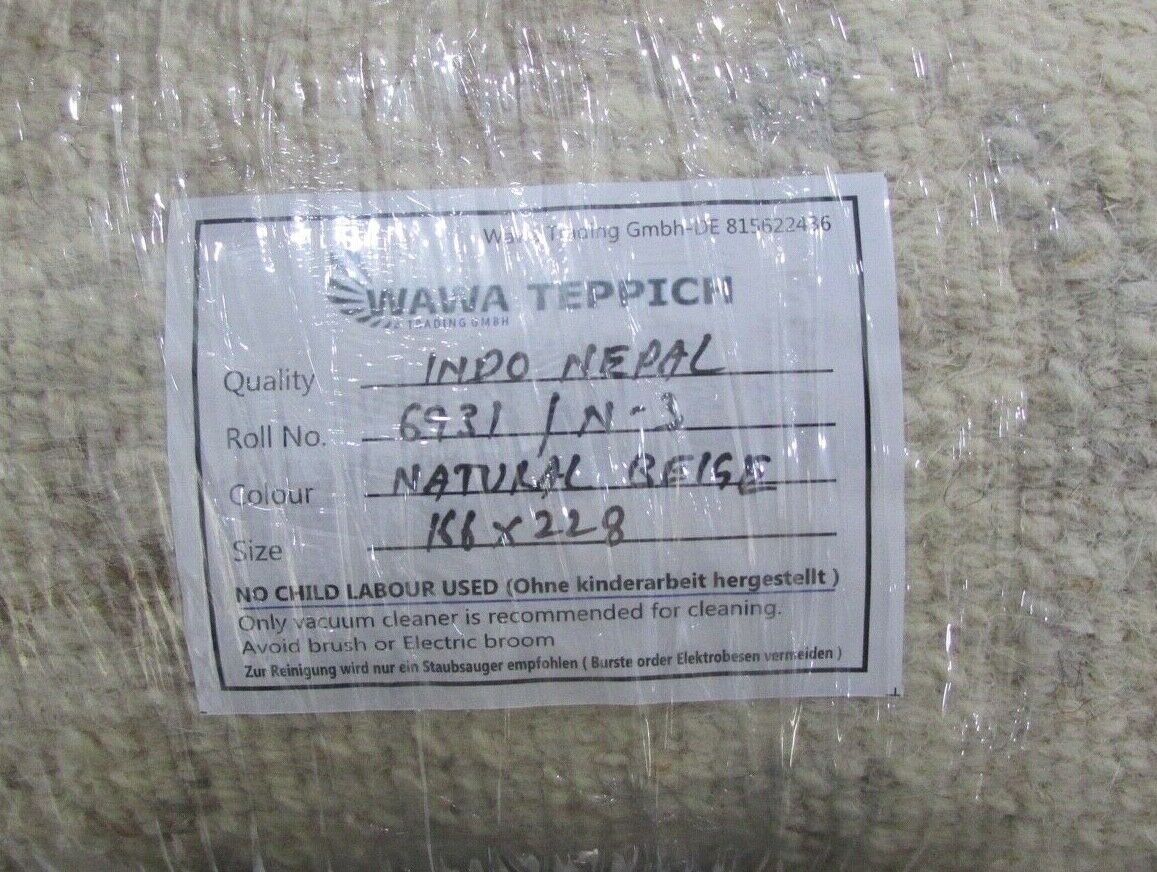 Wawa Trading Gmbh-DE 815622436
WAWA TEPPICH
TRADING GMBH
Quality INDO NEPAL
Roll No. 6931 / N-3
Colour NATURAL BEIGE
Size 166 x 228
NO CHILD LABOUR USED (Ohne kinderarbeit hergestellt )
Only vacuum cleaner is recommended for cleaning.
Avoid brush or Electric broom
Zur Reinigung wird nur ein Staubsauger empfohlen ( Burste order Elektrobesen vermeiden )